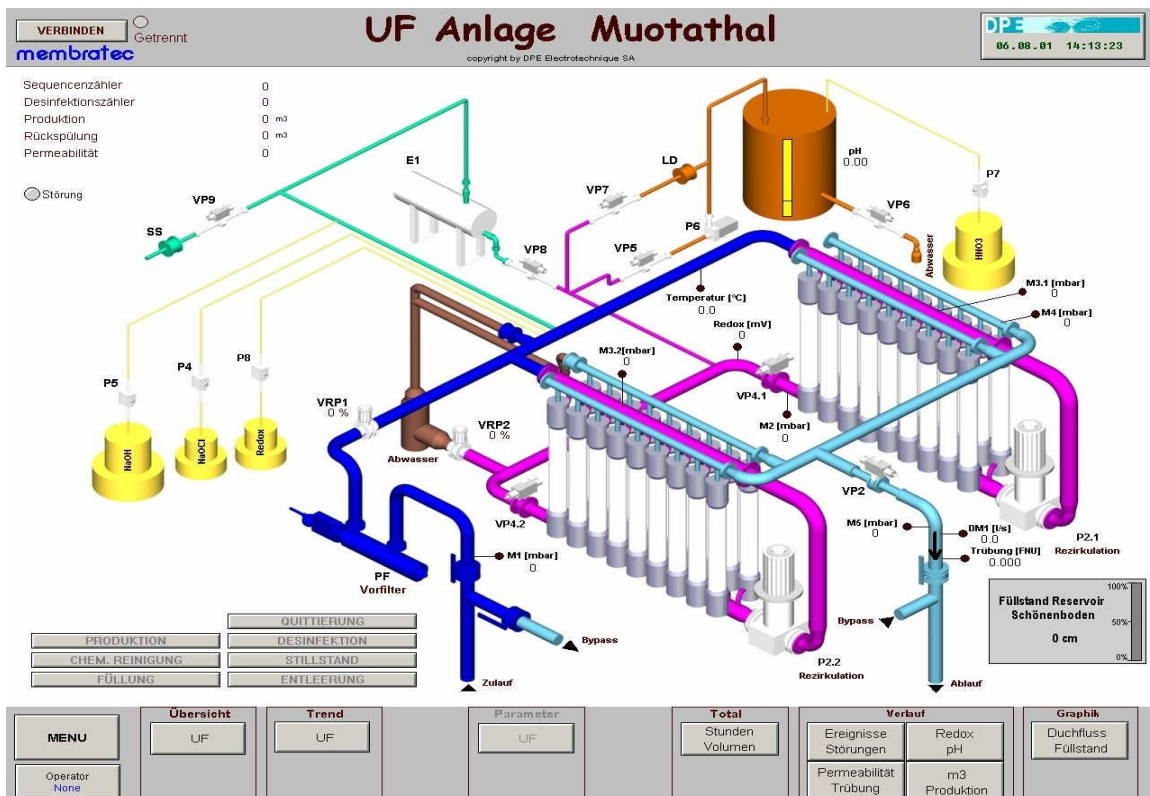 VERBINDEN
Getrennt
membratec
UF Anlage Muotathal
copyright by DPE Electrotechnique SA
DPE
06.08.01 14:13:23
Sequencenzähler 0
Desinfektionszähler 0
Produktion 0 m3
Rückspülung 0 m3
Permeabilität 0
Störung
VP9
SS
E1
VP8
VP7
LD
VP5
P6
pH
0.00
VP6
Abwasser
P7
HNO3
Temperatur [°C]
0.0
Redox [mV]
0
M3.1 [mbar]
0
M4 [mbar]
0
M3.2[mbar]
0
VP4.1
M2 [mbar]
0
P5
P4
P8
NaOH
NaOCl
Redox
VRP1
0 %
Abwasser
VRP2
0 %
VP4.2
VP2
M5 [mbar]
0
DM1 [l/s]
0.0
Trübung [FNU]
0.000
P2.1
Rezirkulation
PF
Vorfilter
M1 [mbar]
0
Bypass
Zulauf
P2.2
Rezirkulation
Bypass
Ablauf
Füllstand Reservoir
Schönenboden
0 cm
100%
50%
0%
QUITTIERUNG
PRODUKTION
DESINFEKTION
CHEM. REINIGUNG
STILLSTAND
FÜLLUNG
ENTLEERUNG
MENU
Operator
None
Übersicht
UF
Trend
UF
Parameter
UF
Total
Stunden
Volumen
Verlauf
Ereignisse
Störungen
Redox
pH
Permeabilität
Trübung
m3
Produktion
Graphik
Duchfluss
Füllstand